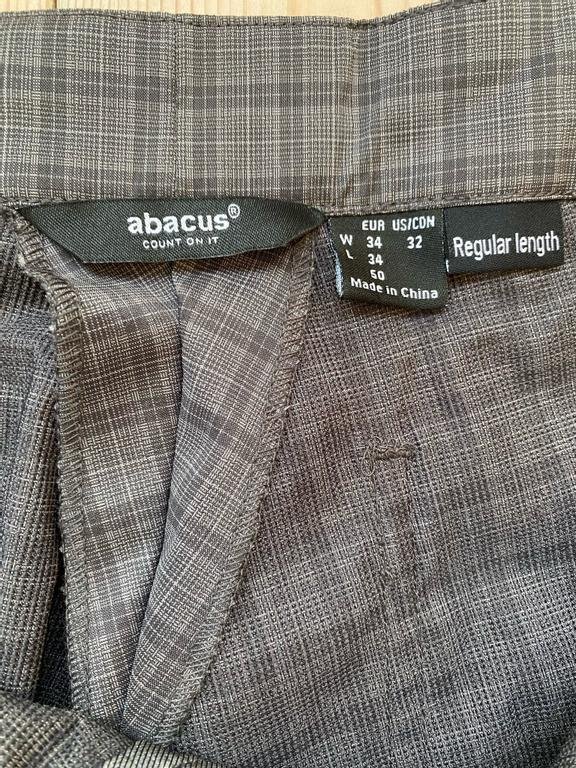 abacus®
COUNT ON IT
EUR US/CDN
W 34 32
L 34
50
Made in China
Regular length